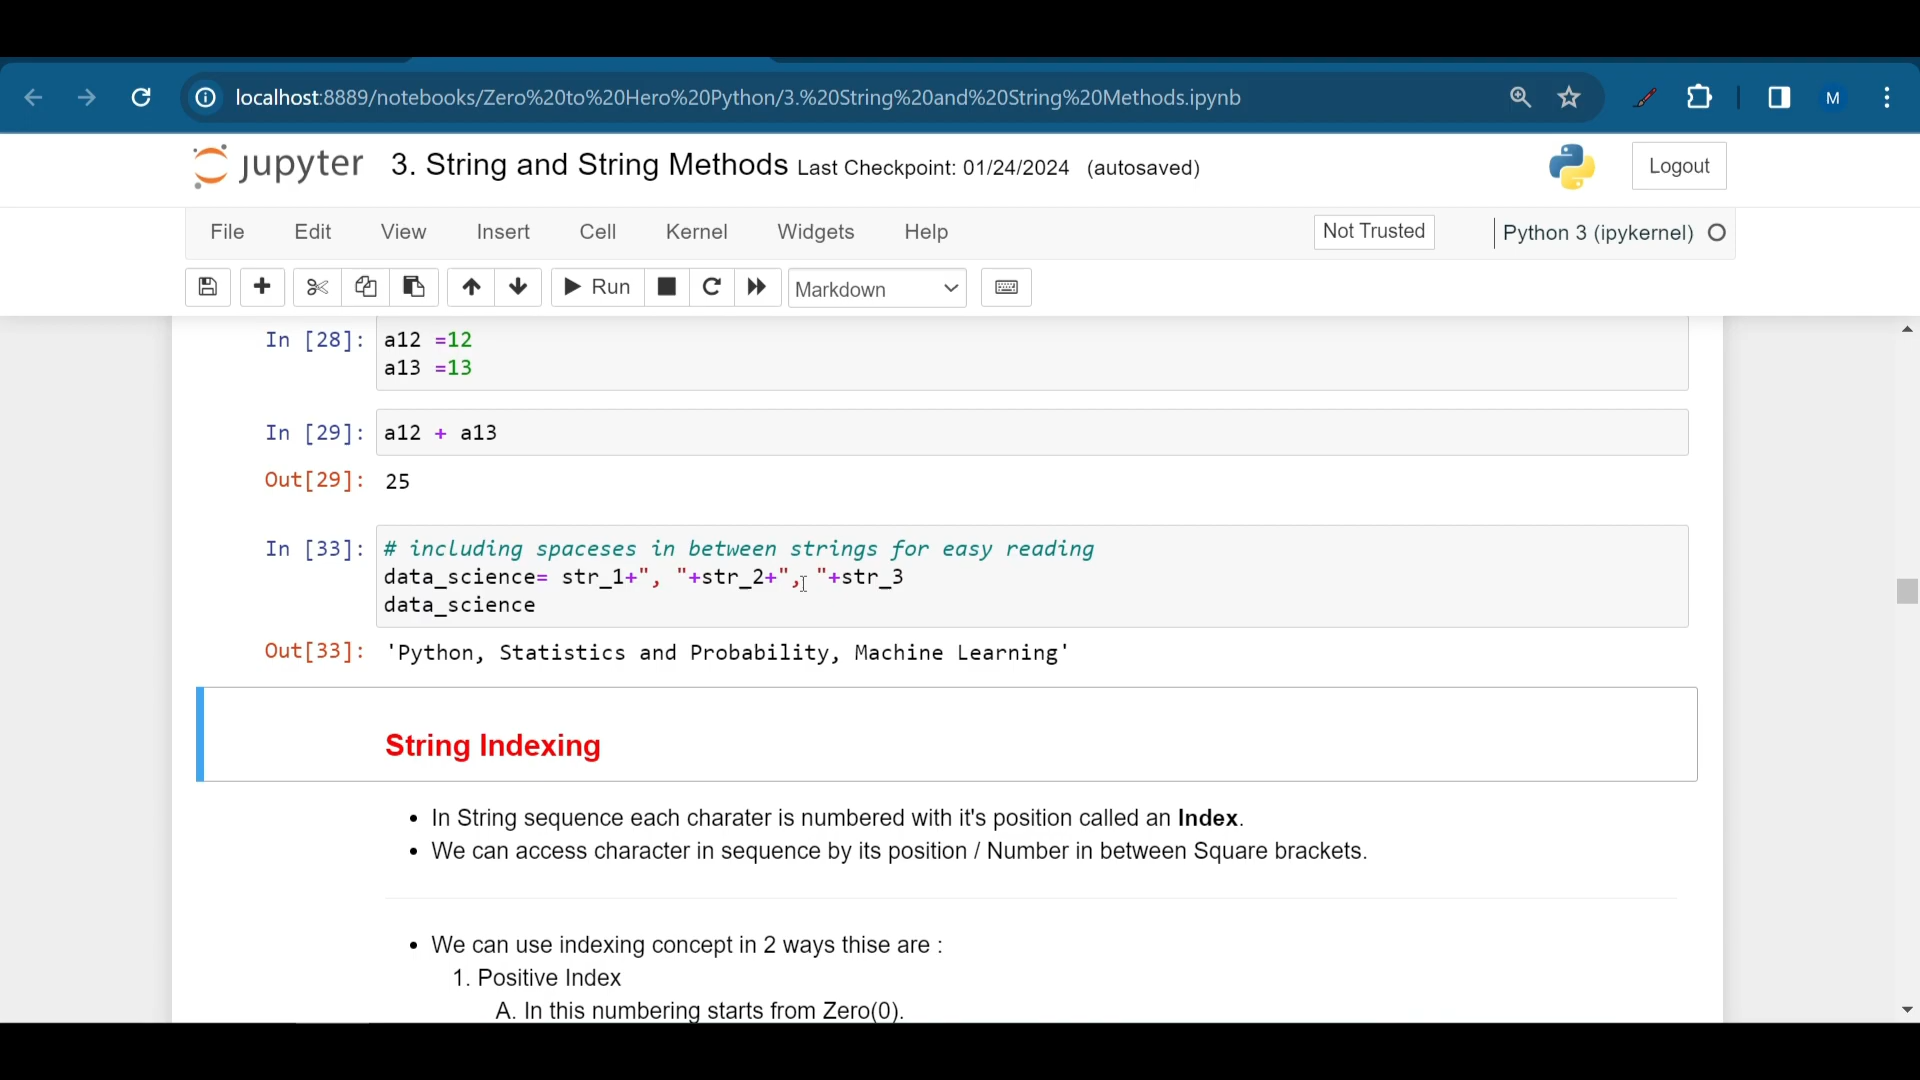 localhost:8889/notebooks/Zero%20to%20Hero%20Python/3.%20String%20and%20String%20Methods.ipynb
M
jupyter 3. String and String Methods Last Checkpoint: 01/24/2024 (autosaved)
Logout
File Edit View Insert Cell Kernel Widgets Help Not Trusted Python 3 (ipykernel)
Run Markdown
In [28]: a12 =12
a13 =13
In [29]: a12 + a13
Out[29]: 25
In [33]: # including spaceses in between strings for easy reading
data_science= str_1+", "+str_2+", "+str_3
data_science
Out[33]: 'Python, Statistics and Probability, Machine Learning'
String Indexing
• In String sequence each charater is numbered with it's position called an Index.
• We can access character in sequence by its position / Number in between Square brackets.
• We can use indexing concept in 2 ways thise are :
1. Positive Index
A. In this numbering starts from Zero(0).